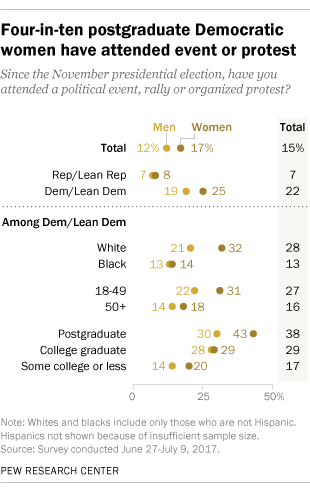 Four-in-ten postgraduate Democratic
women have attended event or protest
Since the November presidential election, have you
attended a political event, rally or organized protest?
Men Women Total
Total 12% 17% 15%
Rep/Lean Rep 7 8 7
Dem/Lean Dem 19 25 22
Among Dem/Lean Dem
White 21 32 28
Black 13 14 13
18-49 22 31 27
50+ 14 18 16
Postgraduate 30 43 38
College graduate 28 29 29
Some college or less 14 20 17
0 25 50%
Note: Whites and blacks include only those who are not Hispanic.
Hispanics not shown because of insufficient sample size.
Source: Survey conducted June 27-July 9, 2017.
PEW RESEARCH CENTER